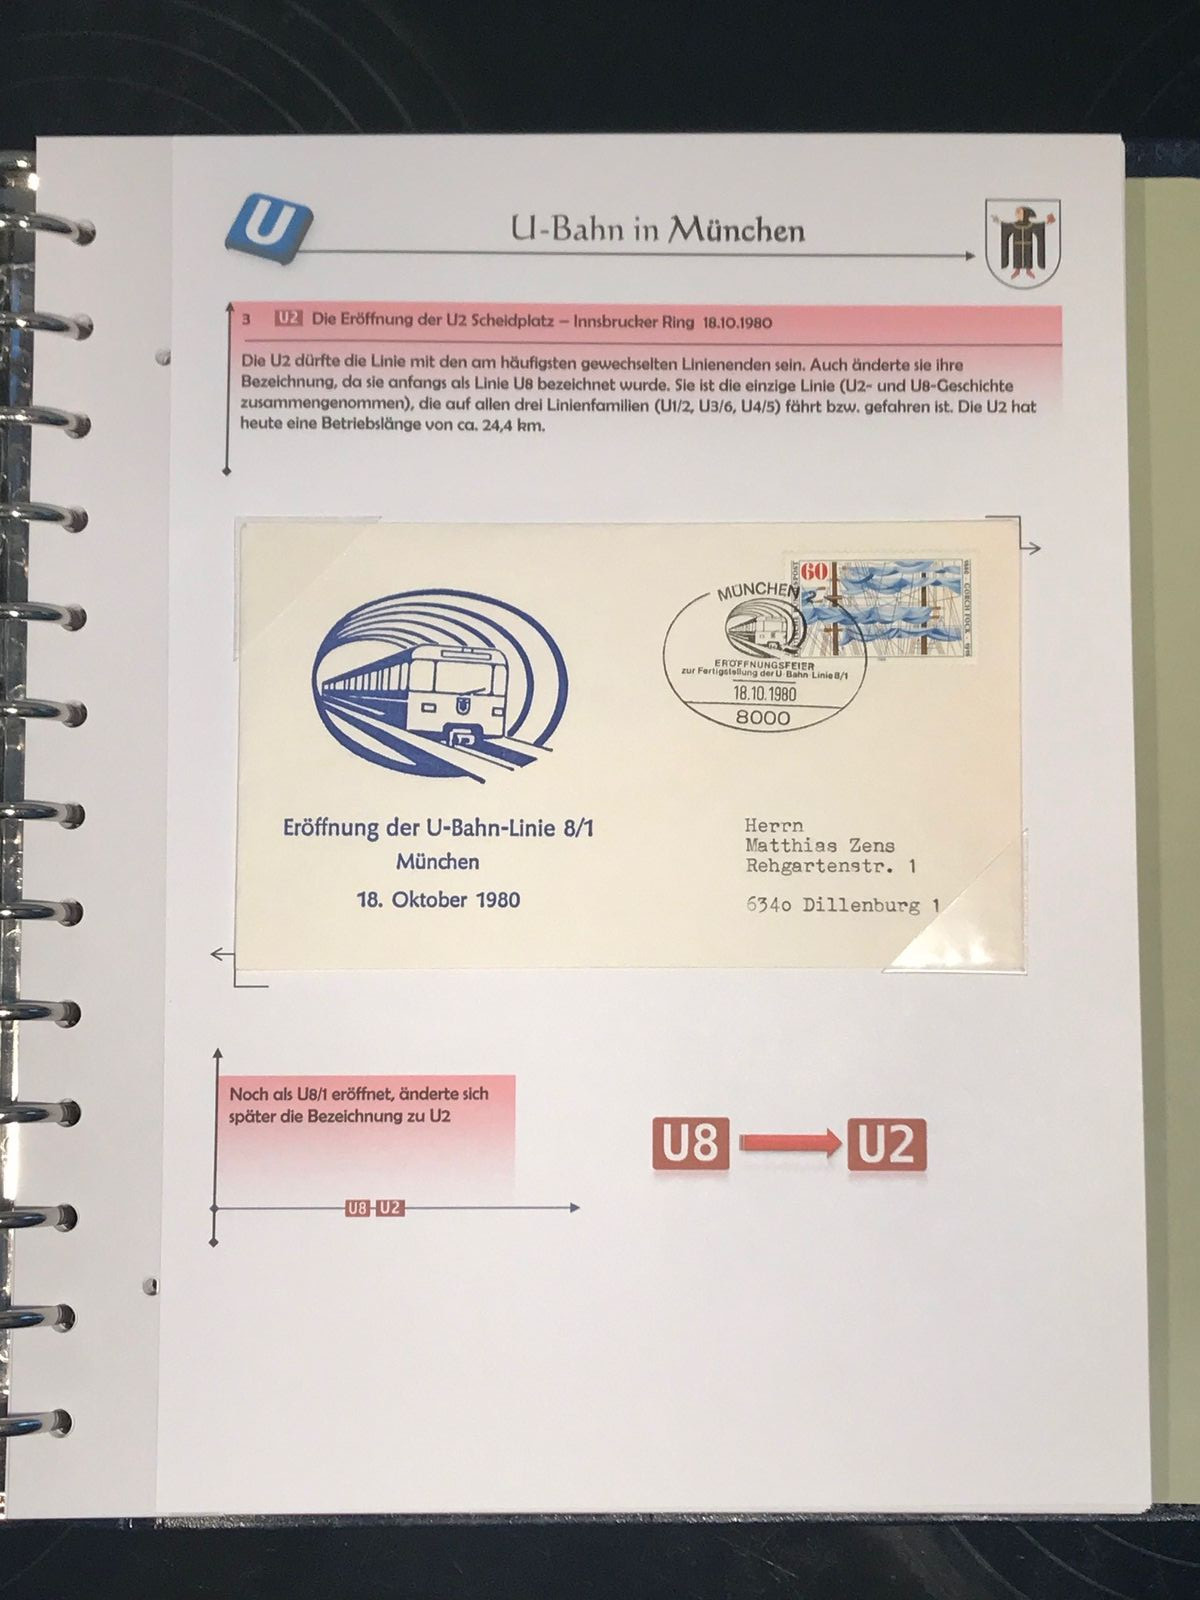 U
U-Bahn in München
3 U2 Die Eröffnung der U2 Scheidplatz – Innsbrucker Ring 18.10.1980
Die U2 dürfte die Linie mit den am häufigsten gewechselten Linienenden sein. Auch änderte sie ihre
Bezeichnung, da sie anfangs als Linie U8 bezeichnet wurde. Sie ist die einzige Linie (U2- und U8-Geschichte
zusammengenommen), die auf allen drei Linienfamilien (U1/2, U3/6, U4/5) fährt bzw. gefahren ist. Die U2 hat
heute eine Betriebslänge von ca. 24,4 km.
60
GORCH FOCK
MÜNCHEN 2
ERÖFFNUNGSFEIER
zur Fertigstellung der U-Bahn-Linie 8/1
18.10.1980
8000
Eröffnung der U-Bahn-Linie 8/1
München
18. Oktober 1980
Herrn
Matthias Zens
Rehgartenstr. 1
634o Dillenburg 1
Noch als U8/1 eröffnet, änderte sich
später die Bezeichnung zu U2
U8 U2
U8 U2